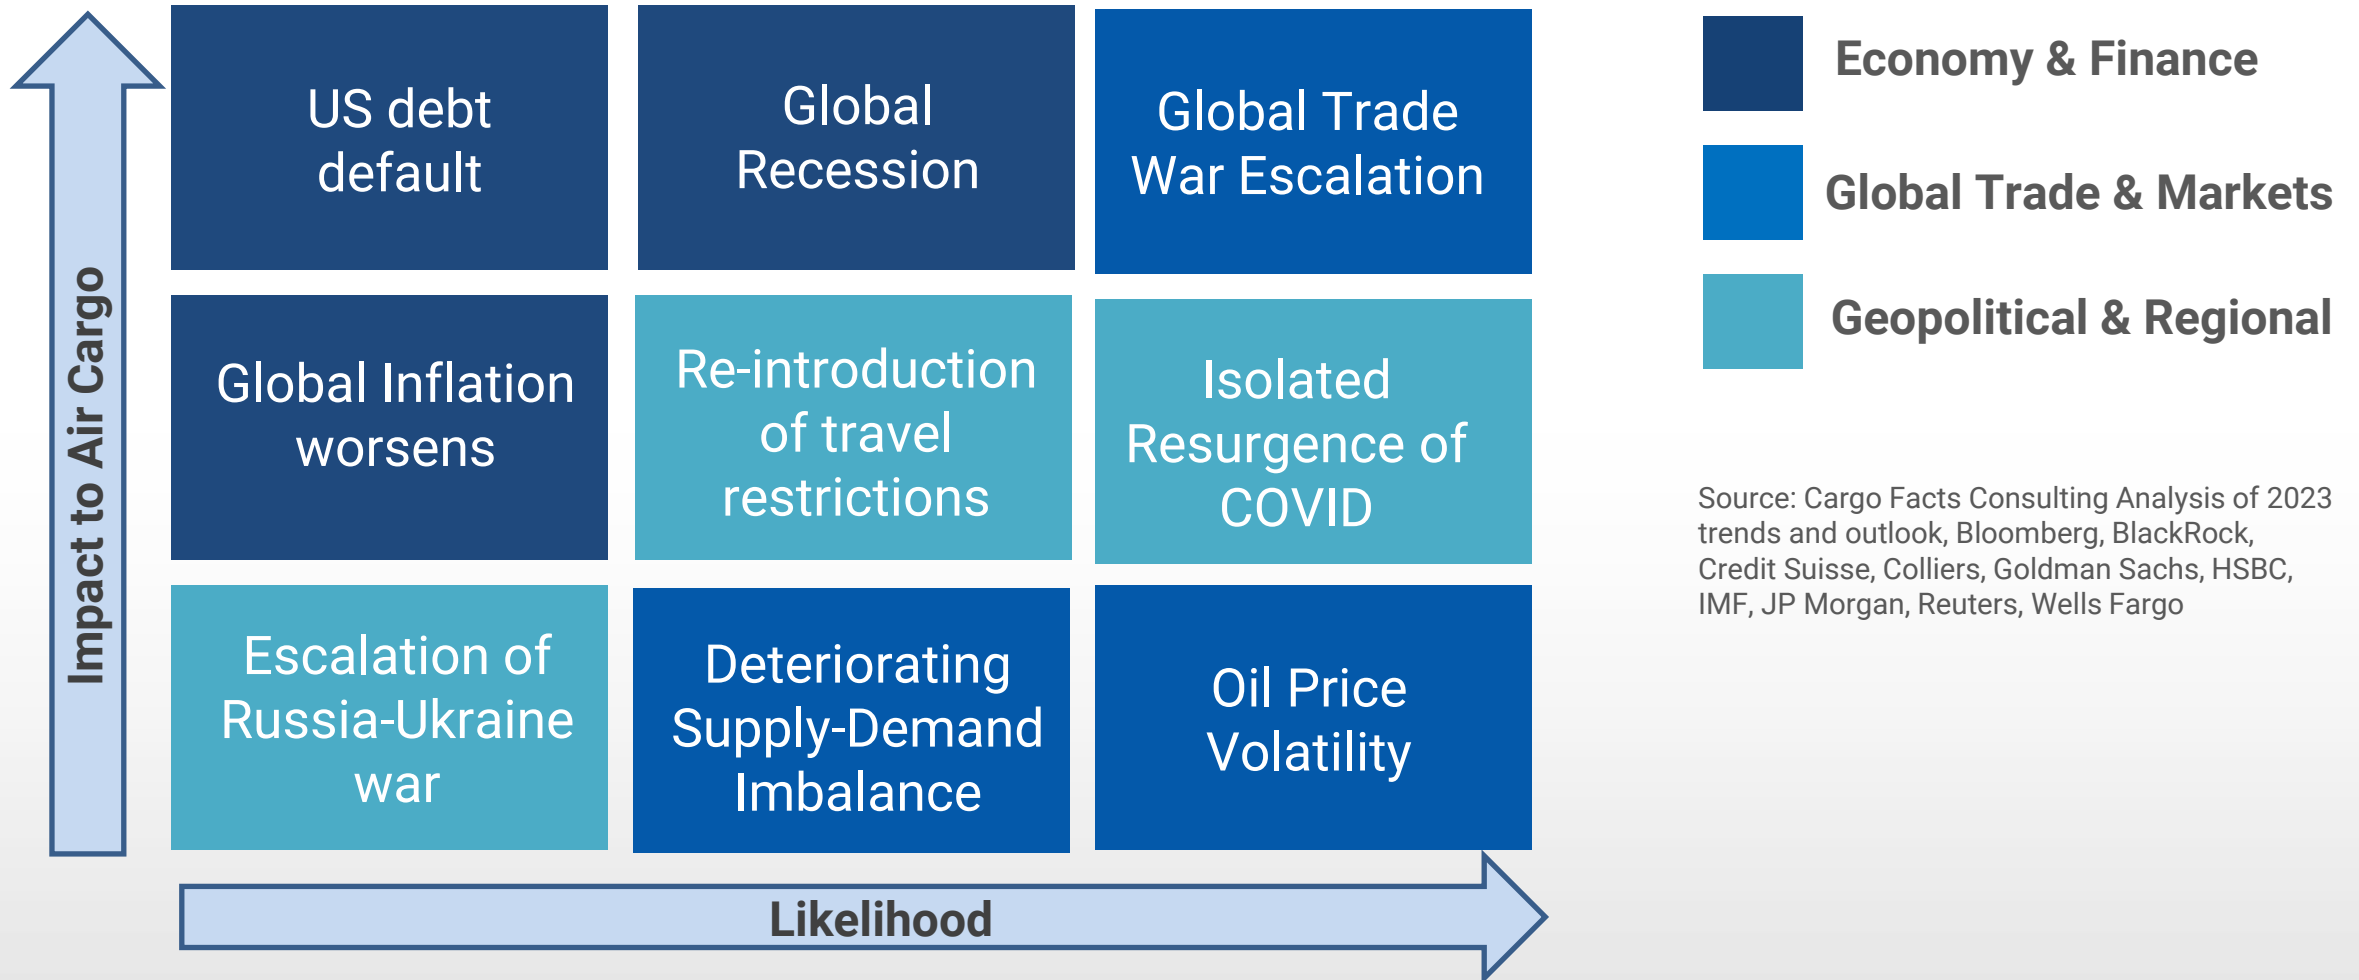 US debt
default
Global
Recession
Global Trade
War Escalation
Global Inflation
worsens
Re-introduction
of travel
restrictions
Isolated
Resurgence of
COVID
Escalation of
Russia-Ukraine
war
Deteriorating
Supply-Demand
Imbalance
Oil Price
Volatility
Impact to Air Cargo
Likelihood
Economy & Finance
Global Trade & Markets
Geopolitical & Regional
Source: Cargo Facts Consulting Analysis of 2023
trends and outlook, Bloomberg, BlackRock,
Credit Suisse, Colliers, Goldman Sachs, HSBC,
IMF, JP Morgan, Reuters, Wells Fargo